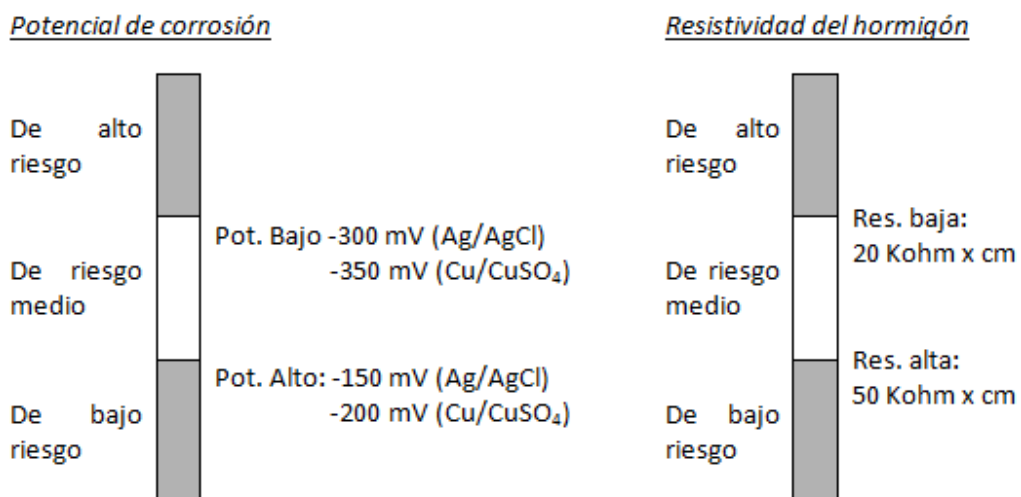 Potencial de corrosión
De alto
riesgo
Pot. Bajo -300 mV (Ag/AgCl)
-350 mV (Cu/CuSO₄)
De riesgo
medio
Pot. Alto: -150 mV (Ag/AgCl)
-200 mV (Cu/CuSO₄)
De bajo
riesgo
Resistividad del hormigón
De alto
riesgo
Res. baja:
20 Kohm x cm
De riesgo
medio
Res. alta:
50 Kohm x cm
De bajo
riesgo